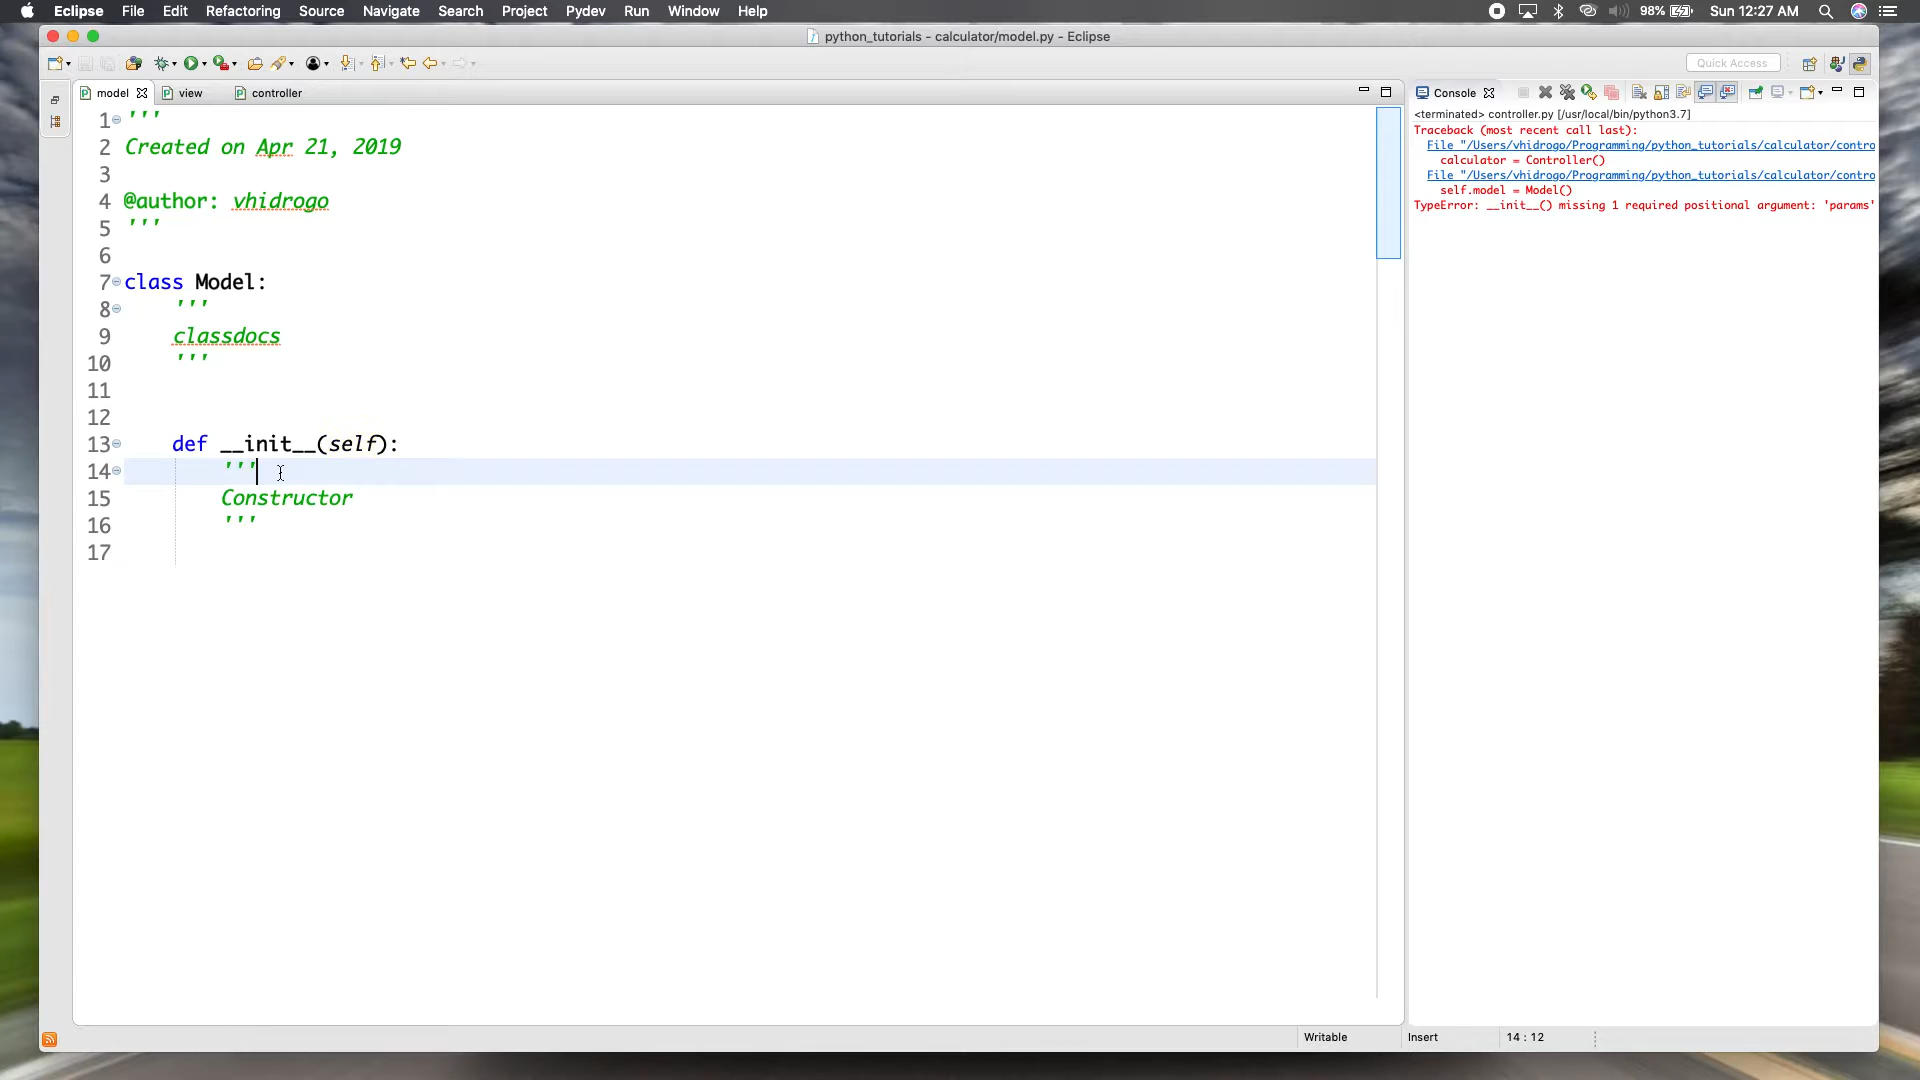 Eclipse File Edit Refactoring Source Navigate Search Project Pydev Run Window Help 98% Sun 12:27 AM
python_tutorials - calculator/model.py - Eclipse
Quick Access
model view controller
Console
<terminated> controller.py [/usr/local/bin/python3.7]
Traceback (most recent call last):
File "/Users/vhidrogo/Programming/python_tutorials/calculator/contro
calculator = Controller()
File "/Users/vhidrogo/Programming/python_tutorials/calculator/contro
self.model = Model()
TypeError: __init__() missing 1 required positional argument: 'params'
1 '''
2 Created on Apr 21, 2019
3
4 @author: vhidrogo
5 '''
6
7 class Model:
8 '''
9 classdocs
10 '''
11
12
13 def __init__(self):
14 '''
15 Constructor
16 '''
17
Writable Insert 14 : 12